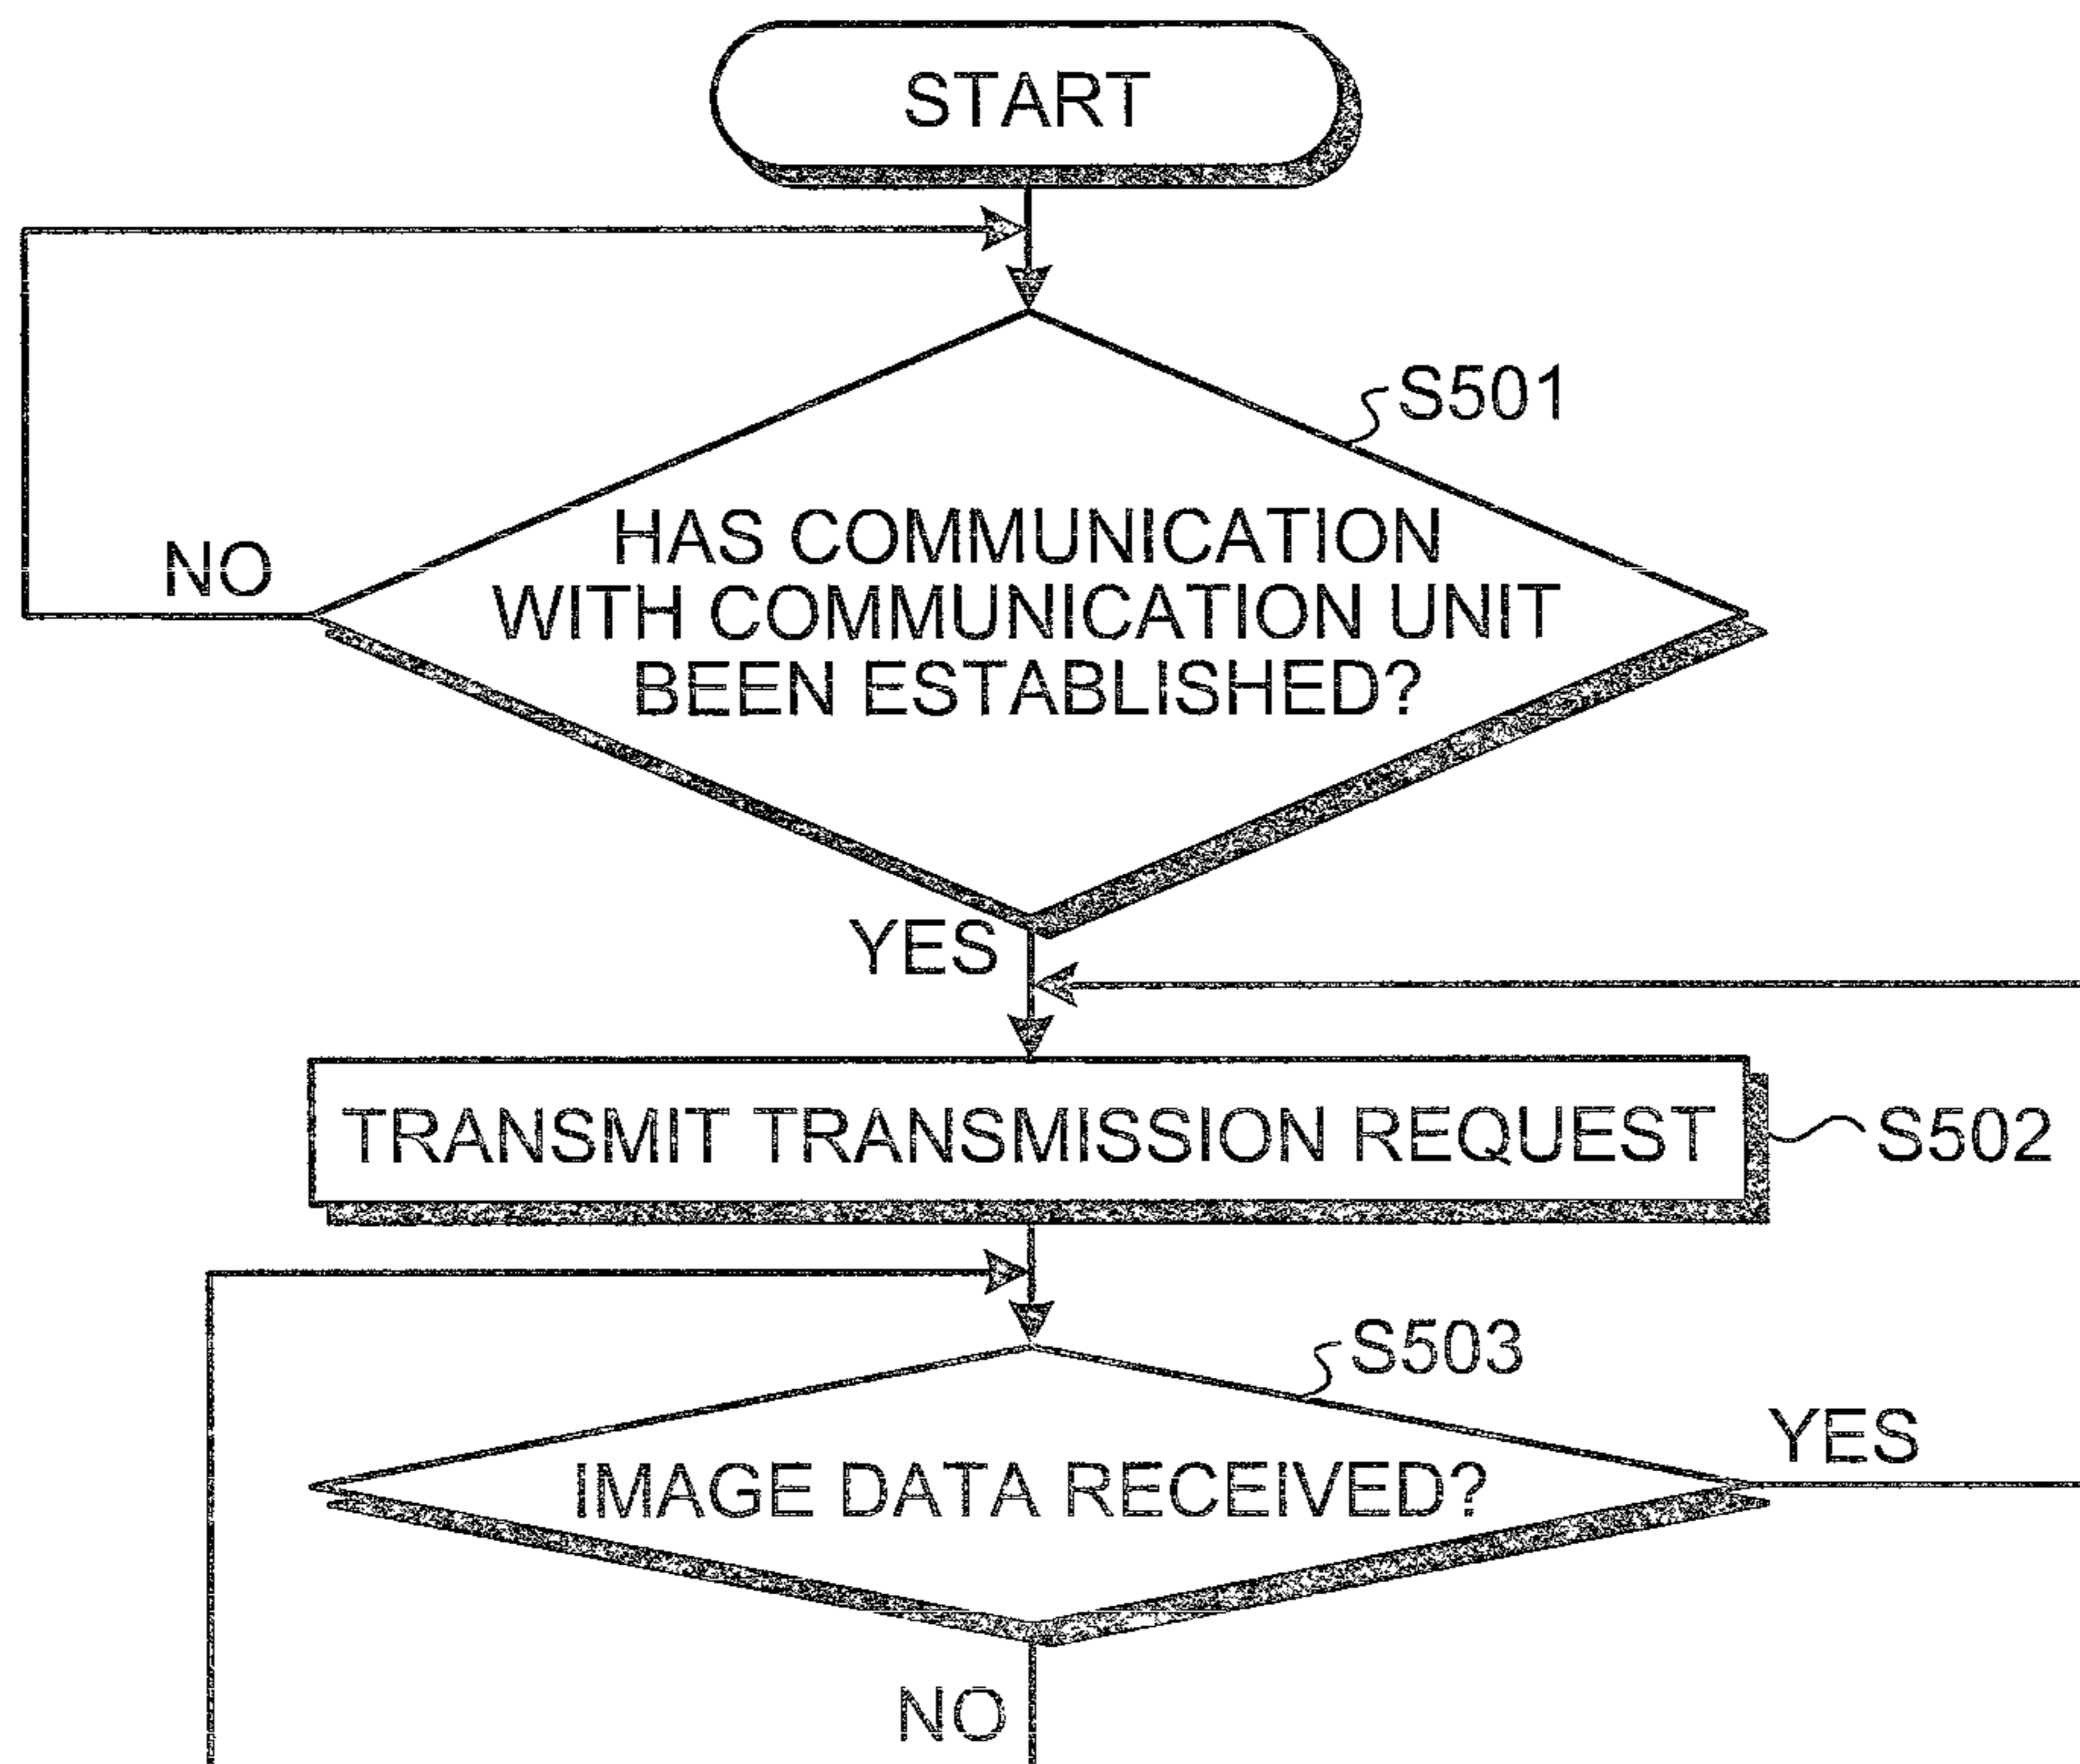 START
S501
HAS COMMUNICATION
WITH COMMUNICATION UNIT
BEEN ESTABLISHED?
NO
YES
TRANSMIT TRANSMISSION REQUEST
S502
S503
IMAGE DATA RECEIVED?
YES
NO